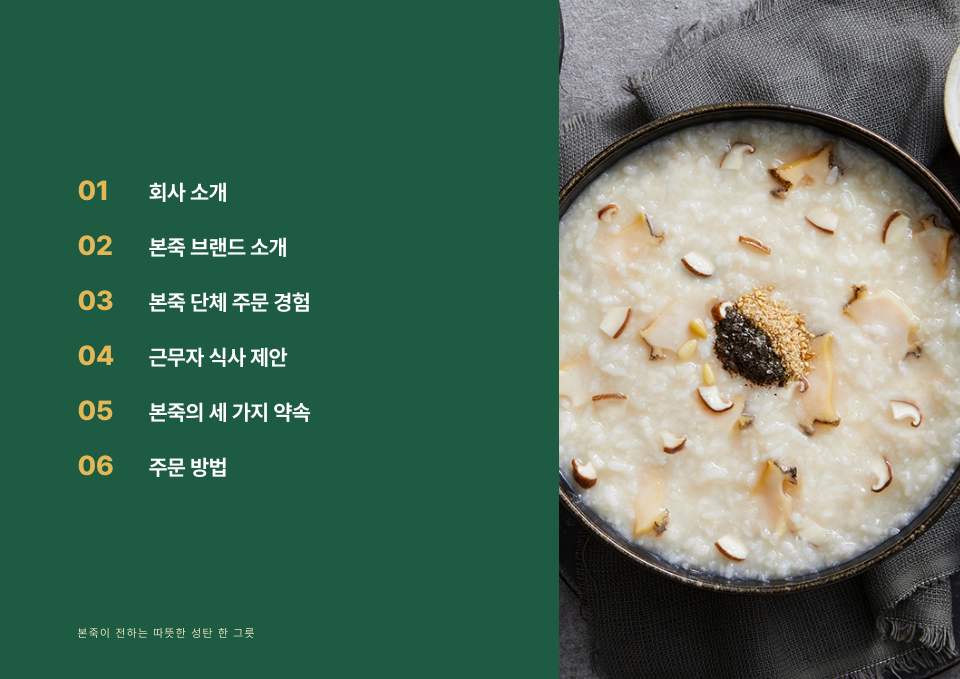 01 회사 소개
02 본죽 브랜드 소개
03 본죽 단체 주문 경험
04 근무자 식사 제안
05 본죽의 세 가지 약속
06 주문 방법
본죽이 전하는 따뜻한 성탄 한 그릇